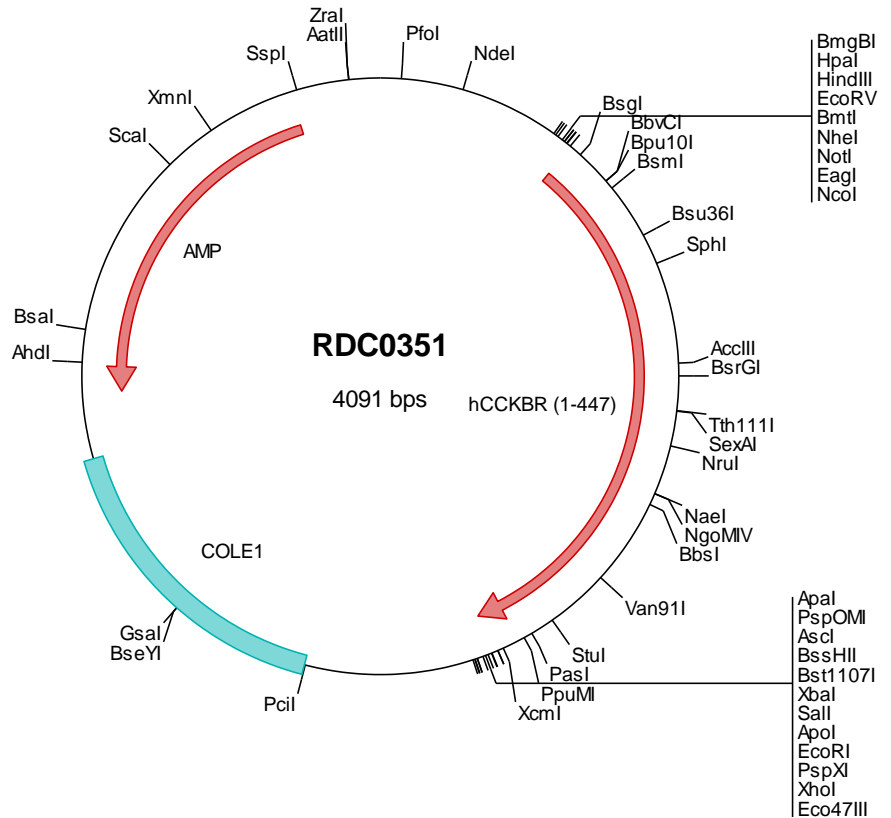 ZraI
AatII
PfoI
SspI
NdeI
XmnI
ScaI
BsgI
BbvCI
Bpu10I
BsmI
BmgBI
HpaI
HindIII
EcoRV
BmtI
NheI
NotI
EagI
NcoI
Bsu36I
SphI
AMP
BsaI
AhdI
RDC0351
4091 bps
hCCKBR (1-447)
AccIII
BsrGI
Tth111I
SexAI
NruI
NaeI
NgoMIV
BbsI
COLE1
Van91I
GsaI
BseYI
PciI
StuI
PasI
PpuMI
XcmI
ApaI
PspOMI
AscI
BssHII
Bst1107I
XbaI
SalI
ApoI
EcoRI
PspXI
XhoI
Eco47III